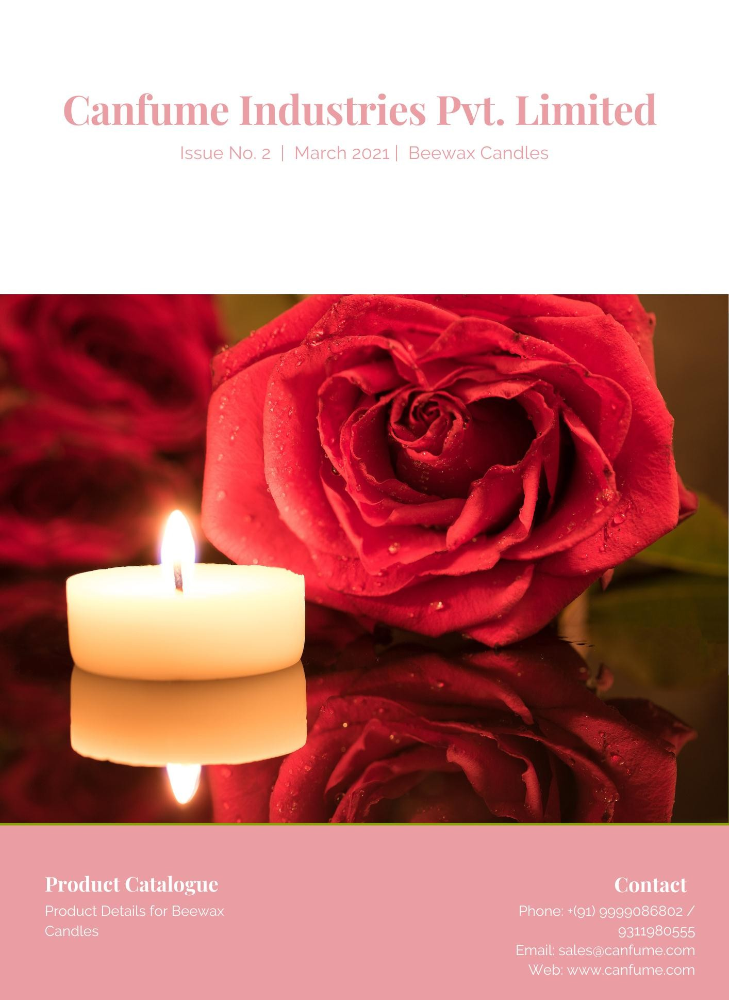 Canfume Industries Pvt. Limited
Issue No. 2 | March 2021 | Beewax Candles
Product Catalogue
Product Details for Beewax
Candles
Contact
Phone: +(91) 9999086802 /
9311980555
Email: sales@canfume.com
Web: www.canfume.com